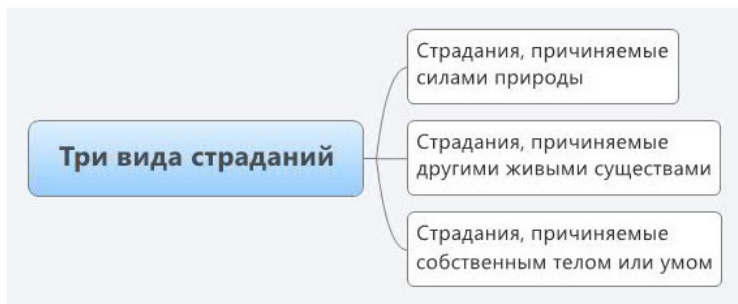 Три вида страданий
Страдания, причиняемые
силами природы
Страдания, причиняемые
другими живыми существами
Страдания, причиняемые
собственным телом или умом